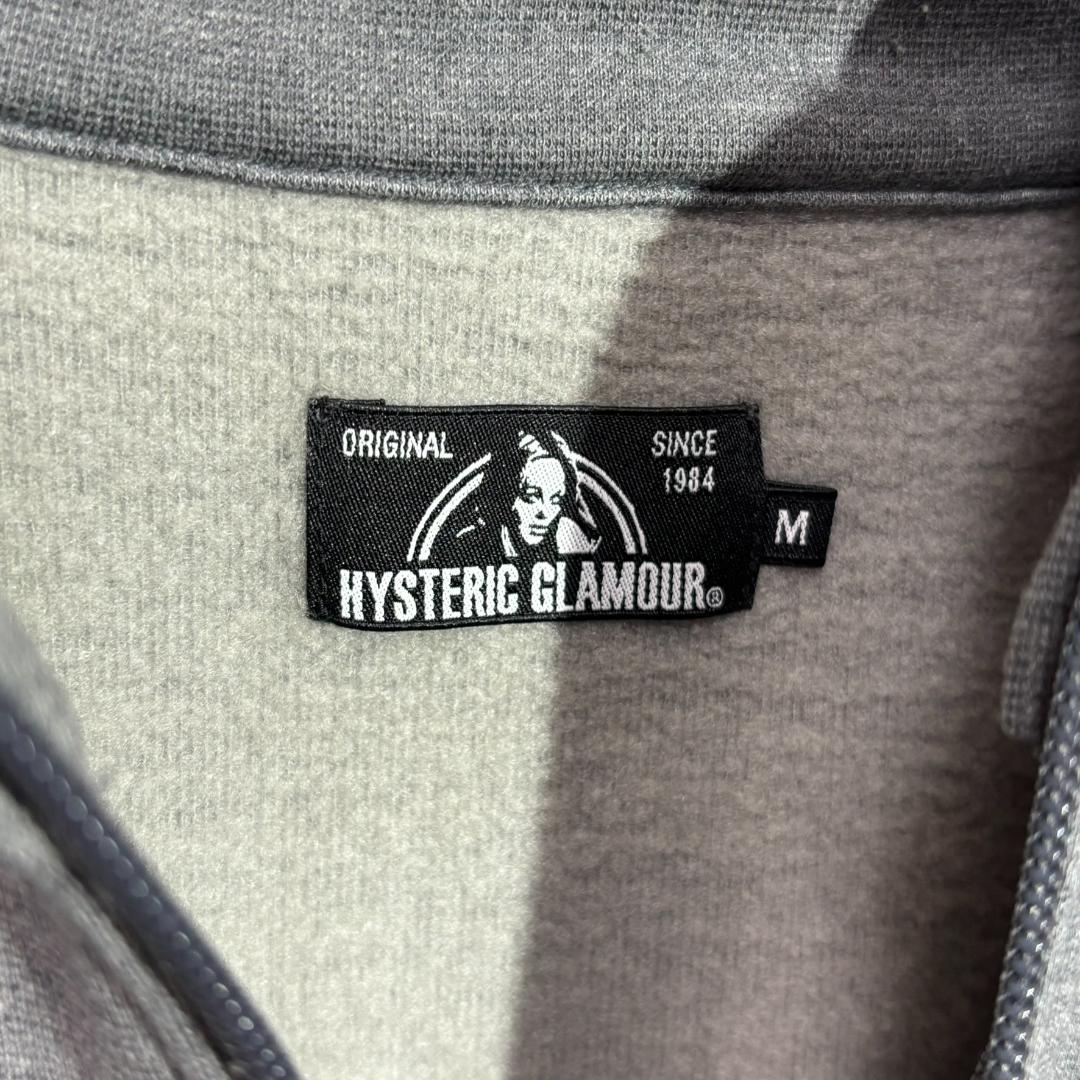 ORIGINAL
SINCE
1984
HYSTERIC GLAMOUR®
M